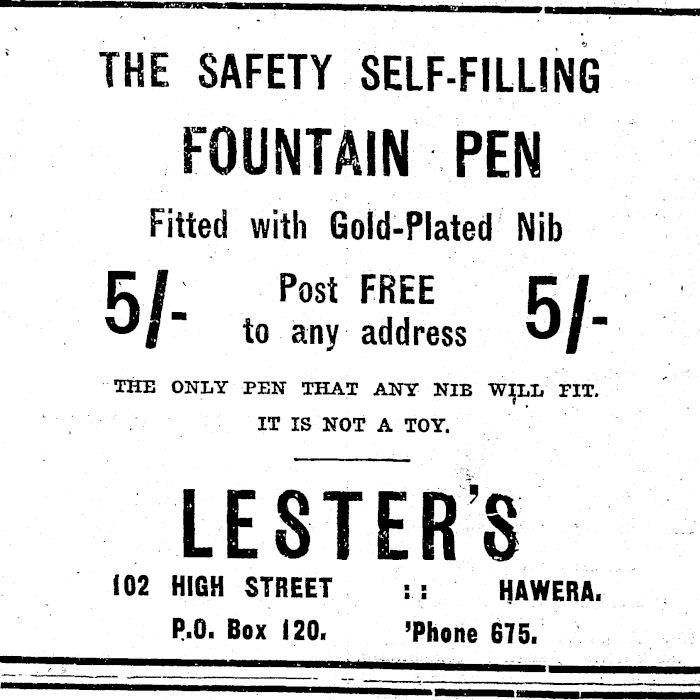 THE SAFETY SELF-FILLING
FOUNTAIN PEN
Fitted with Gold-Plated Nib
5/- Post FREE 5/-
to any address
THE ONLY PEN THAT ANY NIB WILL FIT.
IT IS NOT A TOY.
LESTER'S
102 HIGH STREET :: HAWERA.
P.O. Box 120. 'Phone 675.